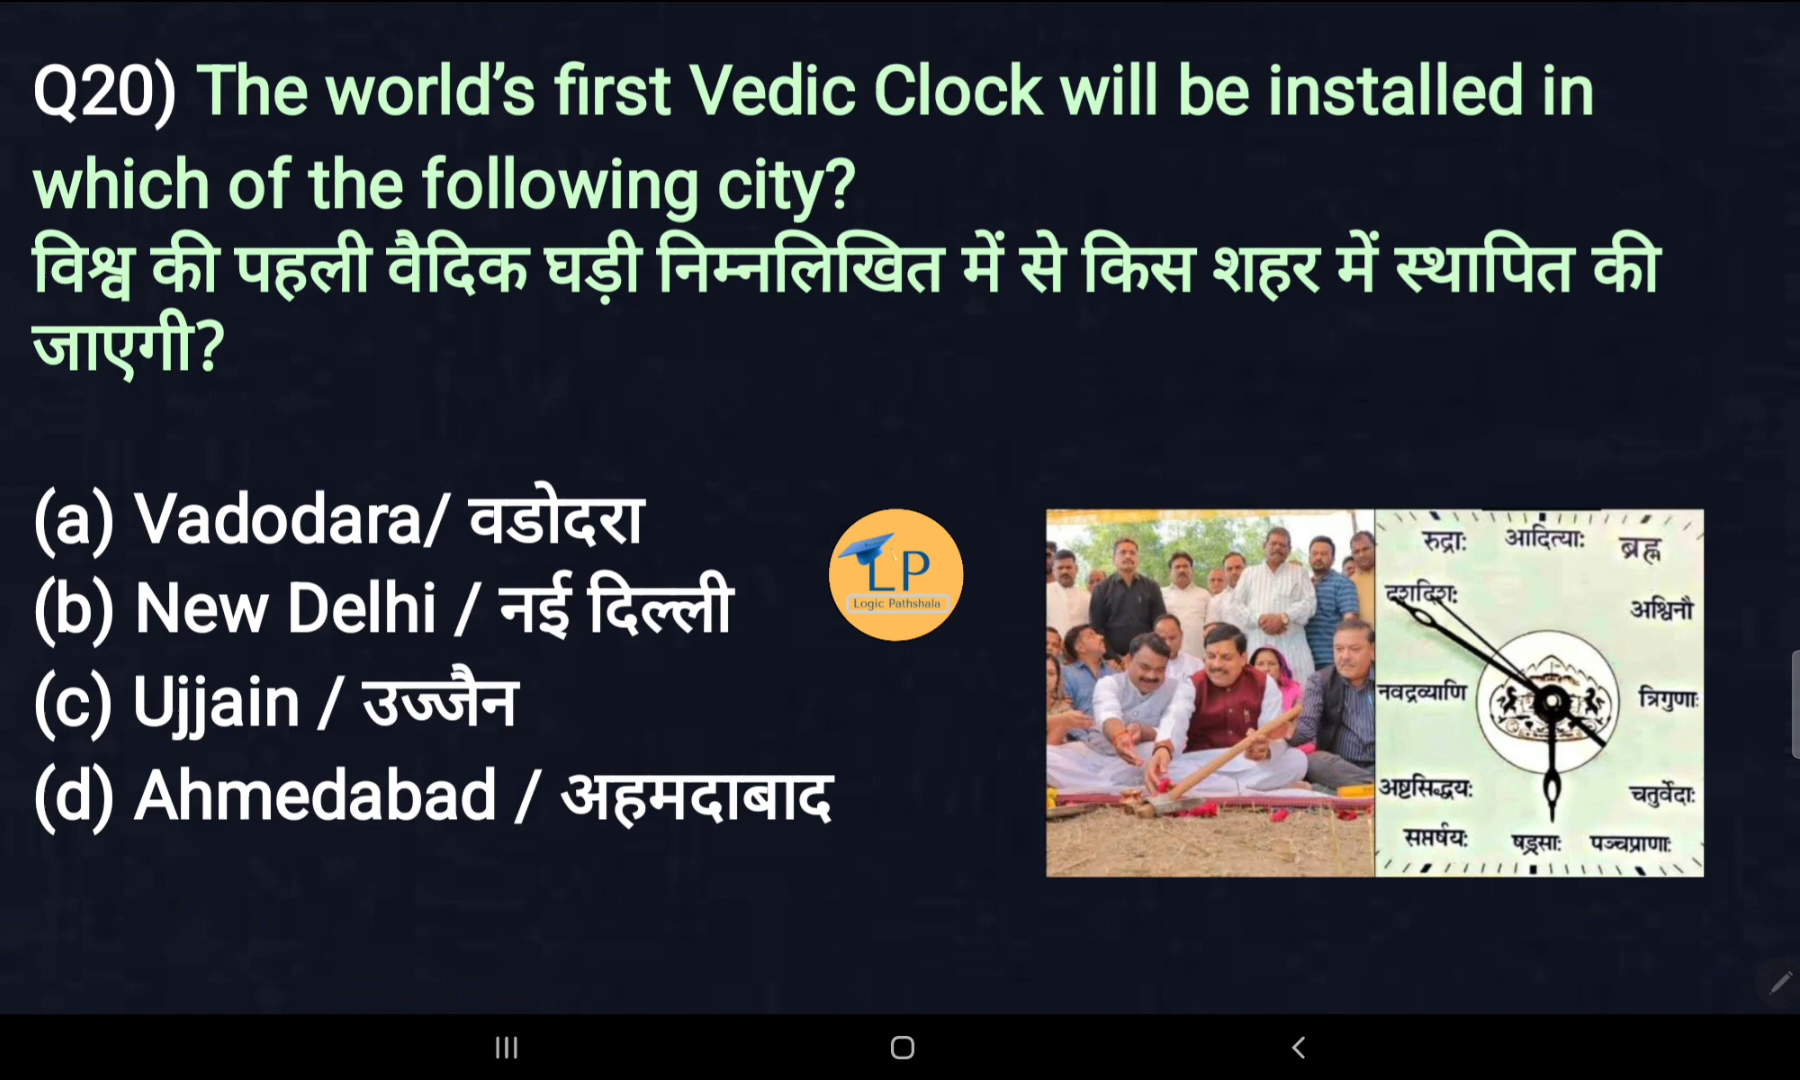 Q20) The world’s first Vedic Clock will be installed in
which of the following city?
विश्व की पहली वैदिक घड़ी निम्नलिखित में से किस शहर में स्थापित की
जाएगी?
(a) Vadodara/ वडोदरा
(b) New Delhi / नई दिल्ली
(c) Ujjain / उज्जैन
(d) Ahmedabad / अहमदाबाद
LP
Logic Pathshala
रुद्राः आदित्याः ब्रह्म
दशदिशः अश्विनौ
नवद्रव्याणि त्रिगुणाः
अष्टसिद्धयः चतुर्वेदाः
सप्तर्षयः षड्रसाः पञ्चप्राणाः